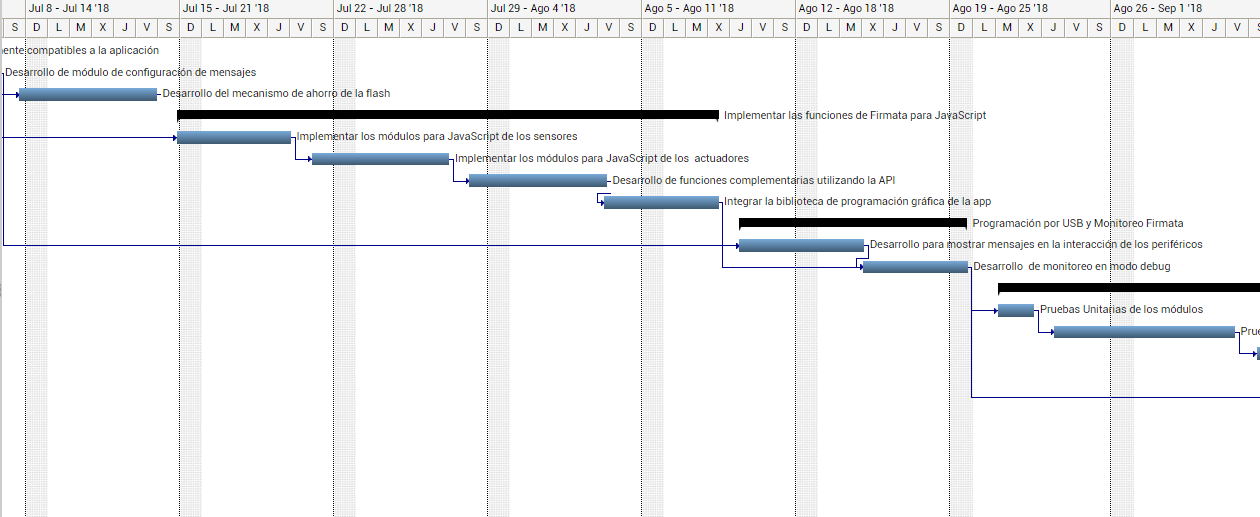 Jul 8 - Jul 14 '18 Jul 15 - Jul 21 '18 Jul 22 - Jul 28 '18 Jul 29 - Ago 4 '18 Ago 5 - Ago 11 '18 Ago 12 - Ago 18 '18 Ago 19 - Ago 25 '18 Ago 26 - Sep 1 '18
S D L M X J V S D L M X J V S D L M X J V S D L M X J V S D L M X J V S D L M X J V S D L M X J V S D L M X J V S
compatibles a la aplicación
Desarrollo de módulo de configuración de mensajes
Desarrollo del mecanismo de ahorro de la flash
Implementar las funciones de Firmata para JavaScript
Implementar los módulos para JavaScript de los sensores
Implementar los módulos para JavaScript de los actuadores
Desarrollo de funciones complementarias utilizando la API
Integrar la biblioteca de programación gráfica de la app
Programación por USB y Monitoreo Firmata
Desarrollo para mostrar mensajes en la interacción de los periféricos
Desarrollo de monitoreo en modo debug
Pruebas Unitarias de los módulos